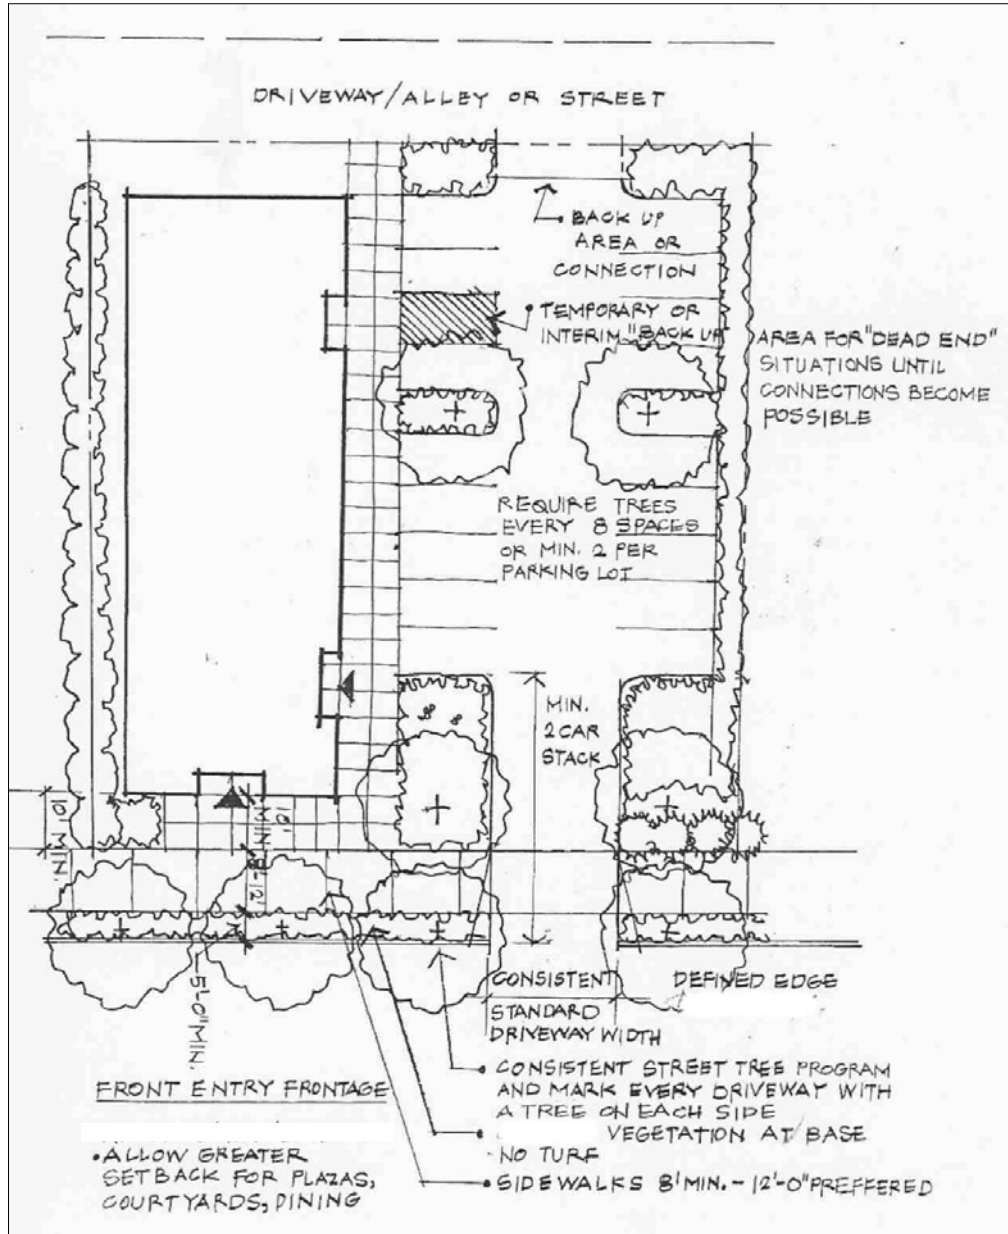 DRIVEWAY/ALLEY OR STREET
• BACK UP
AREA OR
CONNECTION
• TEMPORARY OR
INTERIM "BACK UP"
AREA FOR "DEAD END"
SITUATIONS UNTIL
CONNECTIONS BECOME
POSSIBLE
REQUIRE TREES
EVERY 8 SPACES
OR MIN. 2 PER
PARKING LOT
MIN.
2 CAR
STACK
10' MIN.
10'
MIN
8'-12'
5'-0" MIN.
CONSISTENT
STANDARD
DRIVEWAY WIDTH
DEFINED EDGE
• CONSISTENT STREET TREE PROGRAM
AND MARK EVERY DRIVEWAY WITH
A TREE ON EACH SIDE
• VEGETATION AT BASE
NO TURF
• SIDEWALKS 8' MIN. - 12'-0" PREFFERED
FRONT ENTRY FRONTAGE
• ALLOW GREATER
SETBACK FOR PLAZAS,
COURTYARDS, DINING